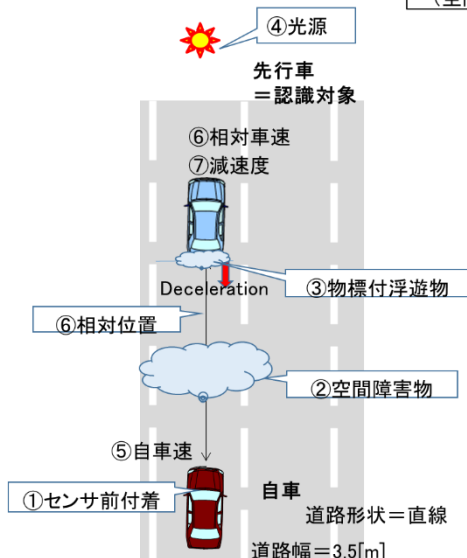 ④光源
先行車
＝認識対象
⑥相対車速
⑦減速度
Deceleration
③物標付浮遊物
⑥相対位置
②空間障害物
⑤自車速
①センサ前付着
自車
道路形状＝直線
道路幅＝3.5[m]